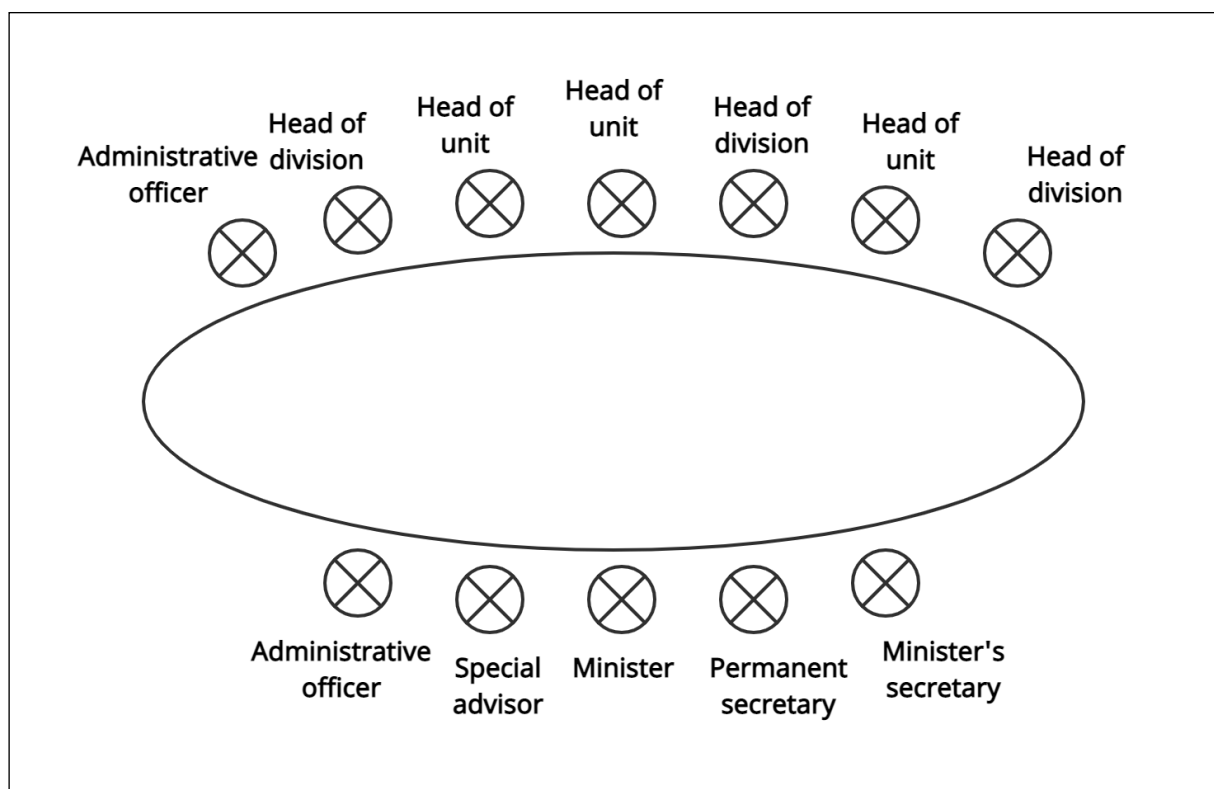 Administrative
officer
Head of
division
Head of
unit
Head of
unit
Head of
division
Head of
unit
Head of
division
Administrative
officer
Special
advisor
Minister
Permanent
secretary
Minister's
secretary